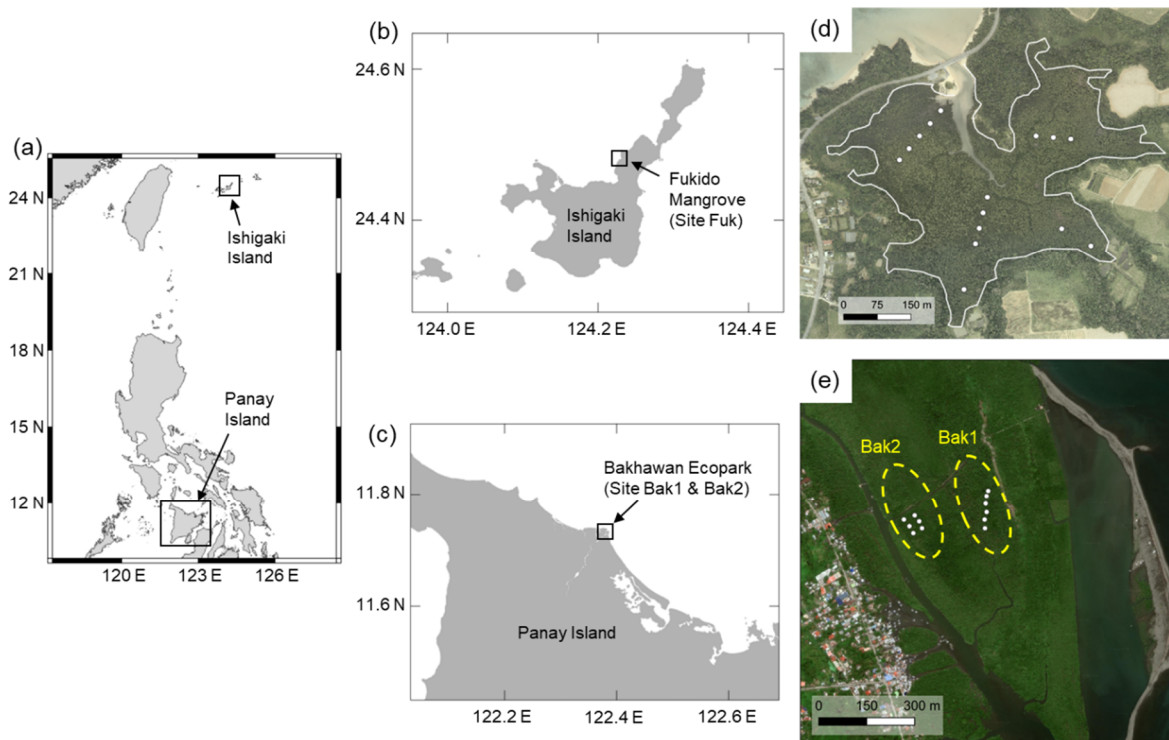 (a)
24 N
21 N
18 N
15 N
12 N
120 E
123 E
126 E
Ishigaki
Island
Panay
Island
(b)
24.6 N
24.4 N
124.0 E
124.2 E
124.4 E
Ishigaki
Island
Fukido
Mangrove
(Site Fuk)
(c)
11.8 N
11.6 N
122.2 E
122.4 E
122.6 E
Bakhawan Ecopark
(Site Bak1 & Bak2)
Panay Island
(d)
0 75 150 m
(e)
Bak2
Bak1
0 150 300 m